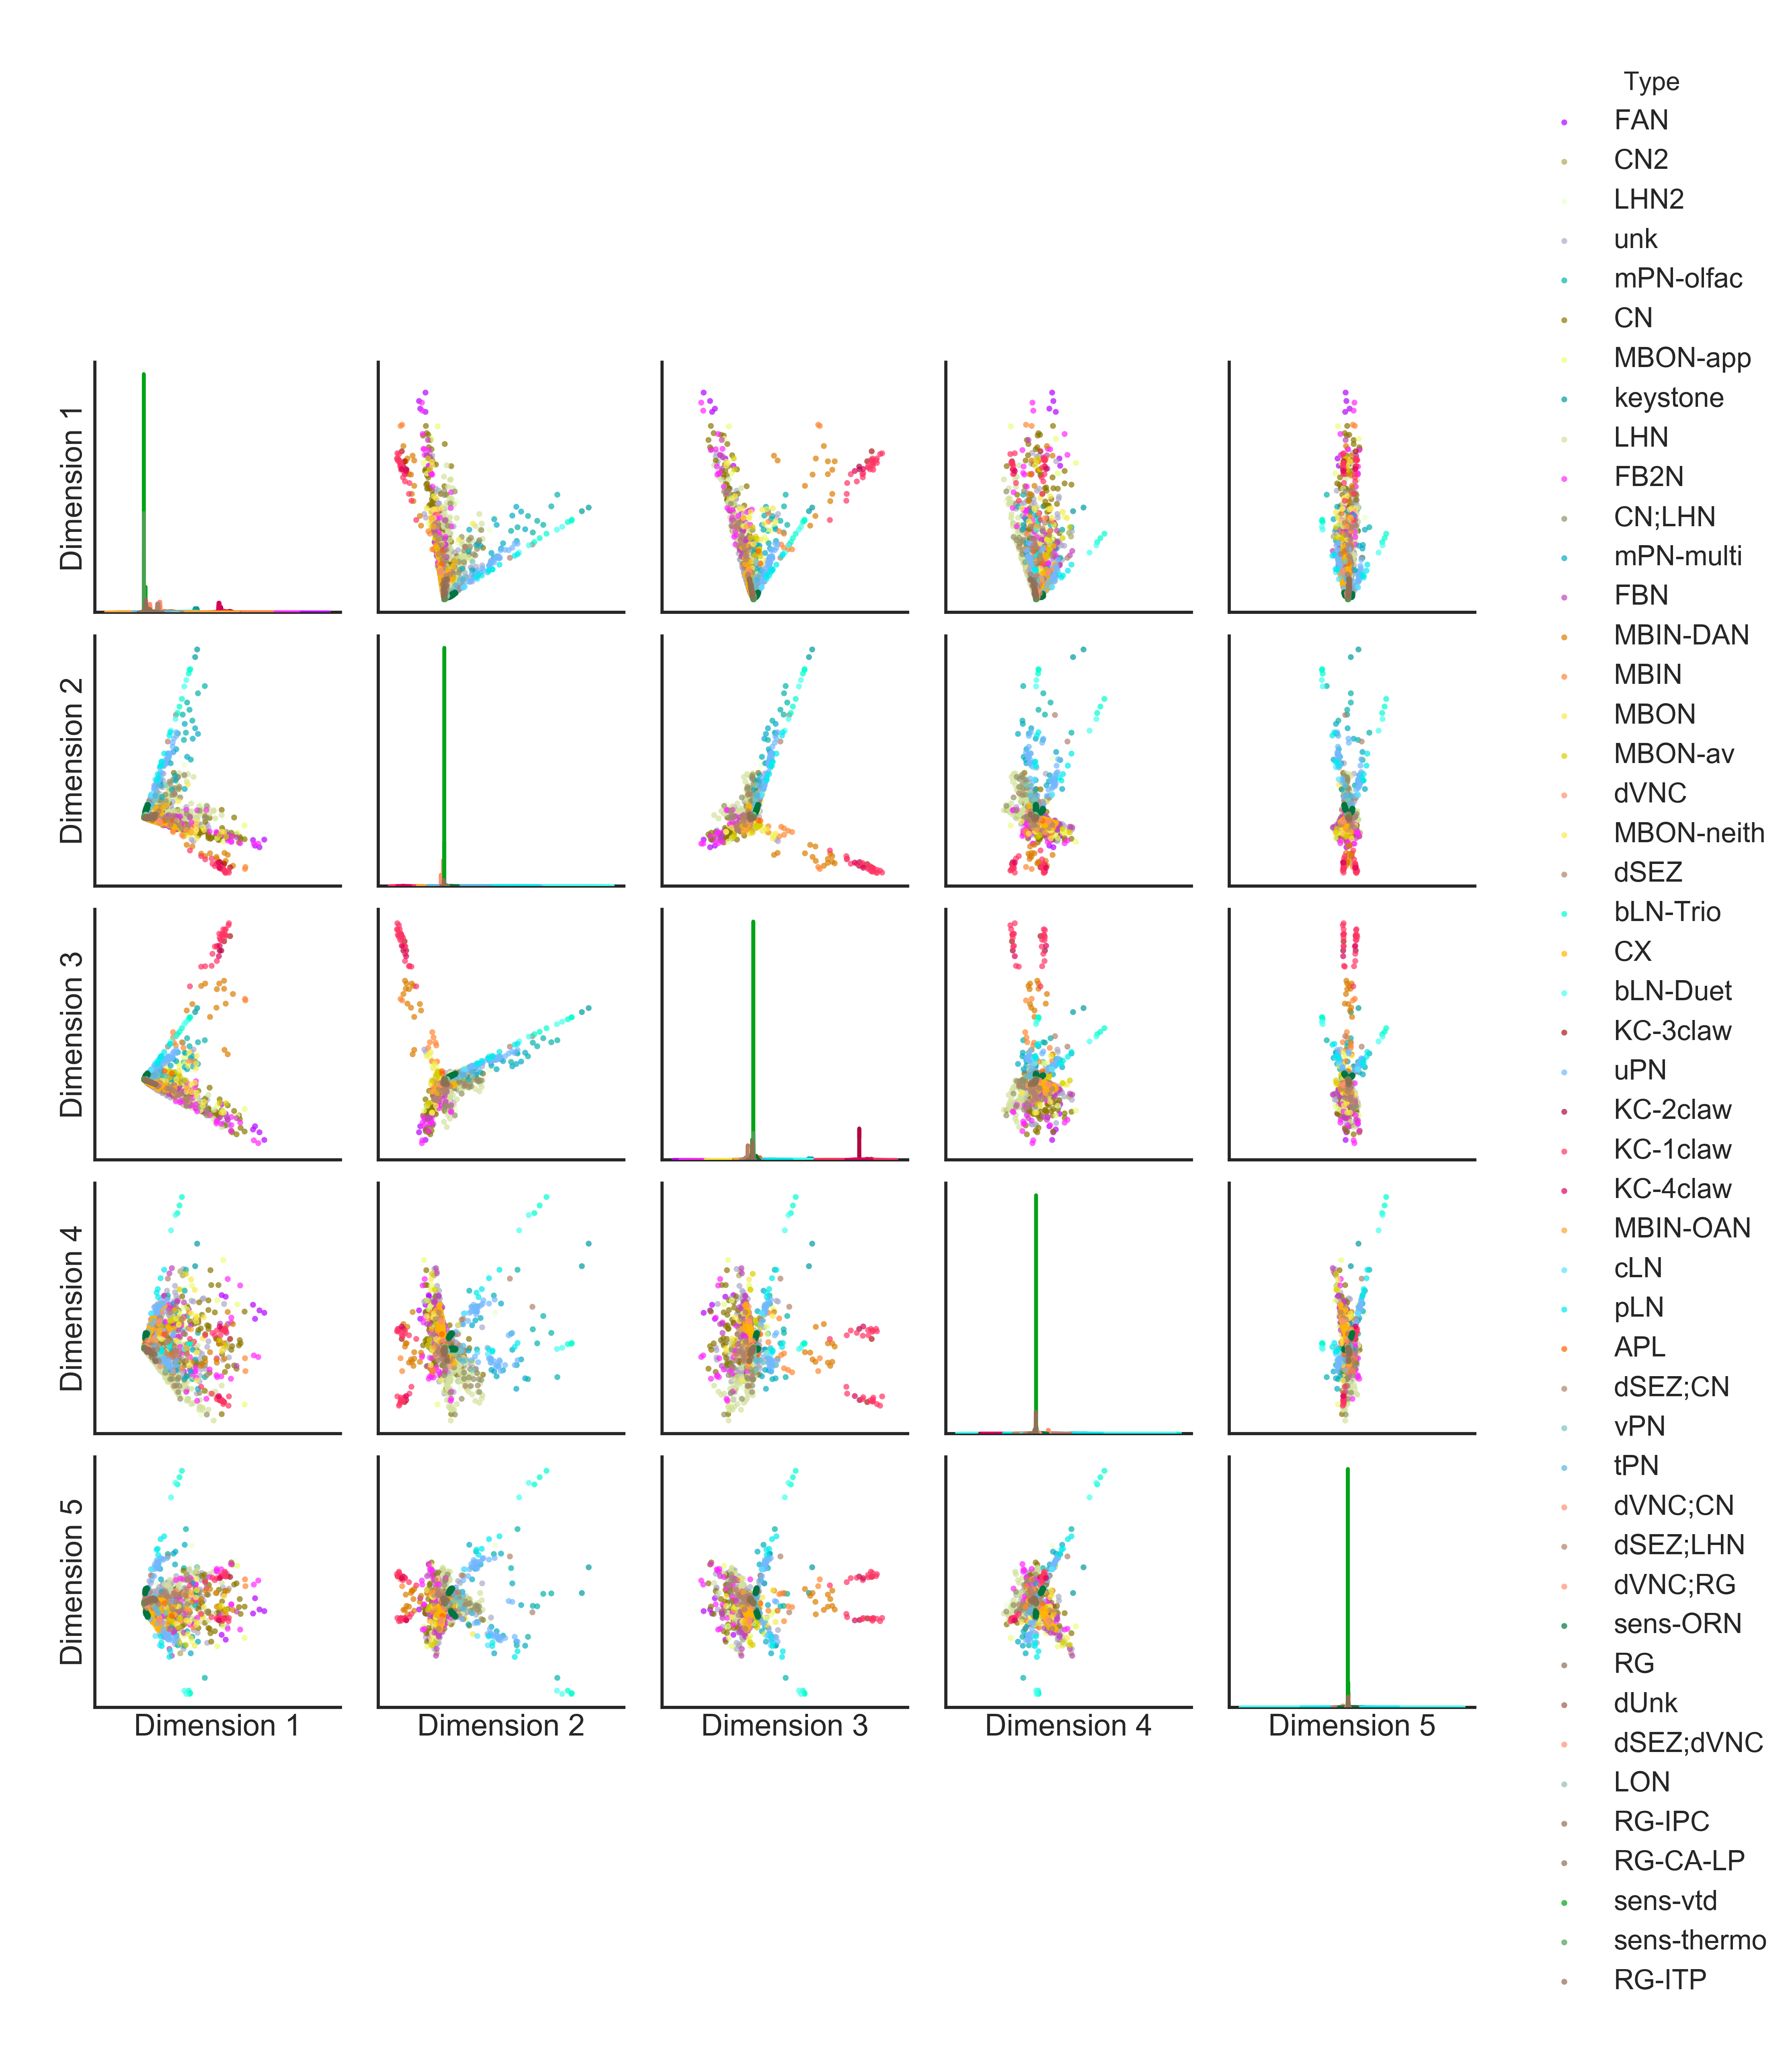 Type
FAN
CN2
LHN2
unk
mPN-olfac
CN
MBON-app
keystone
LHN
FB2N
CN;LHN
mPN-multi
FBN
MBIN-DAN
MBIN
MBON
MBON-av
dVNC
MBON-neith
dSEZ
bLN-Trio
CX
bLN-Duet
KC-3claw
uPN
KC-2claw
KC-1claw
KC-4claw
MBIN-OAN
cLN
pLN
APL
dSEZ;CN
vPN
tPN
dVNC;CN
dSEZ;LHN
dVNC;RG
sens-ORN
RG
dUnk
dSEZ;dVNC
LON
RG-IPC
RG-CA-LP
sens-vtd
sens-thermo
RG-ITP
Dimension 1
Dimension 2
Dimension 3
Dimension 4
Dimension 5
Dimension 1
Dimension 2
Dimension 3
Dimension 4
Dimension 5